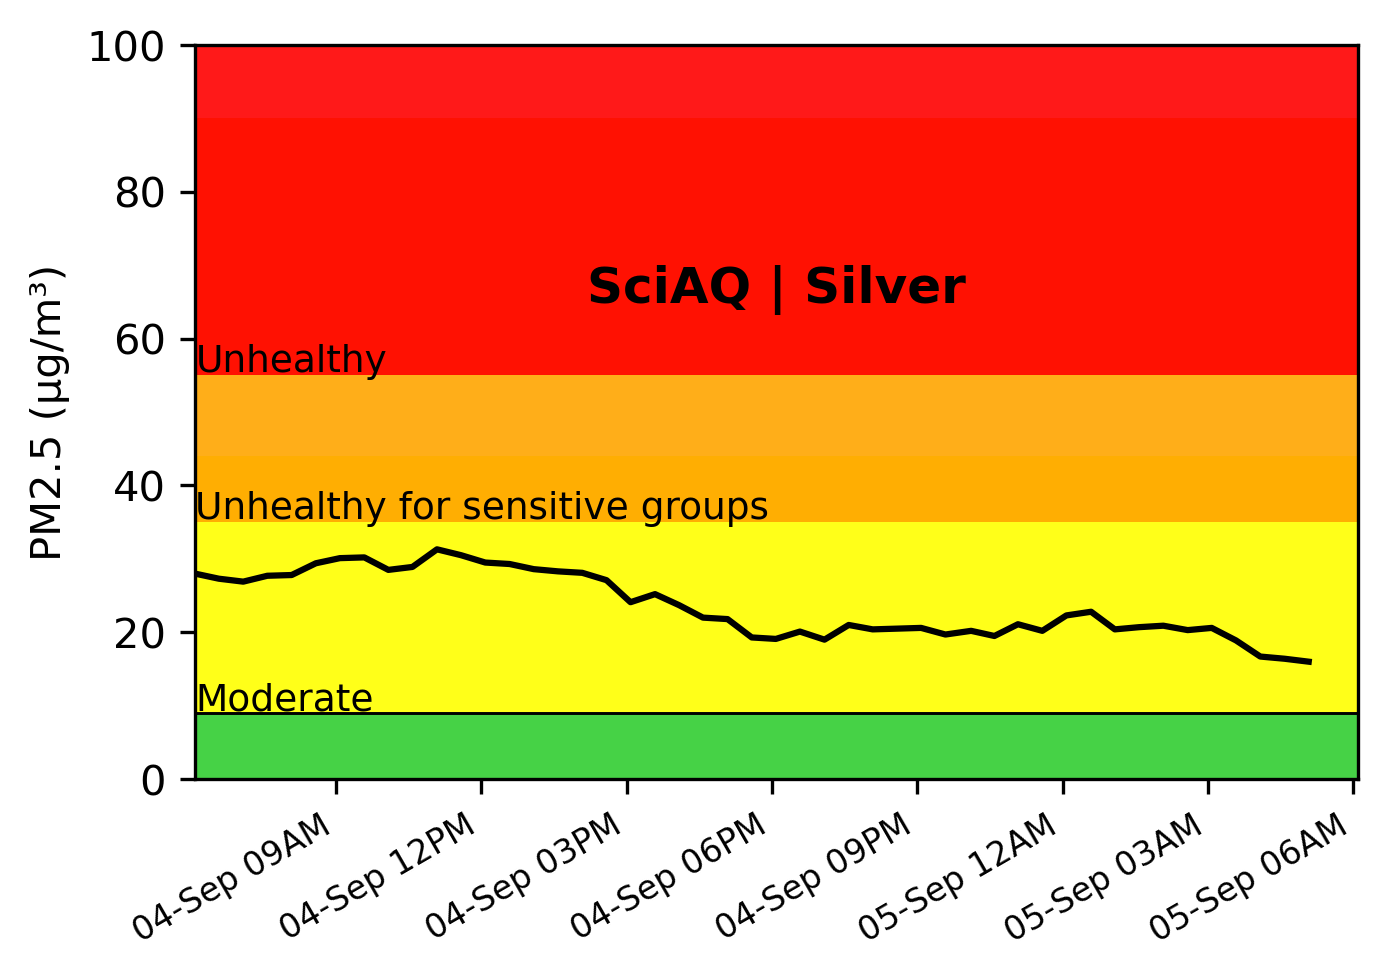 100
80
60
40
20
0
PM2.5 (µg/m³)
SciAQ | Silver
Unhealthy
Unhealthy for sensitive groups
Moderate
04-Sep 09AM
04-Sep 12PM
04-Sep 03PM
04-Sep 06PM
04-Sep 09PM
05-Sep 12AM
05-Sep 03AM
05-Sep 06AM